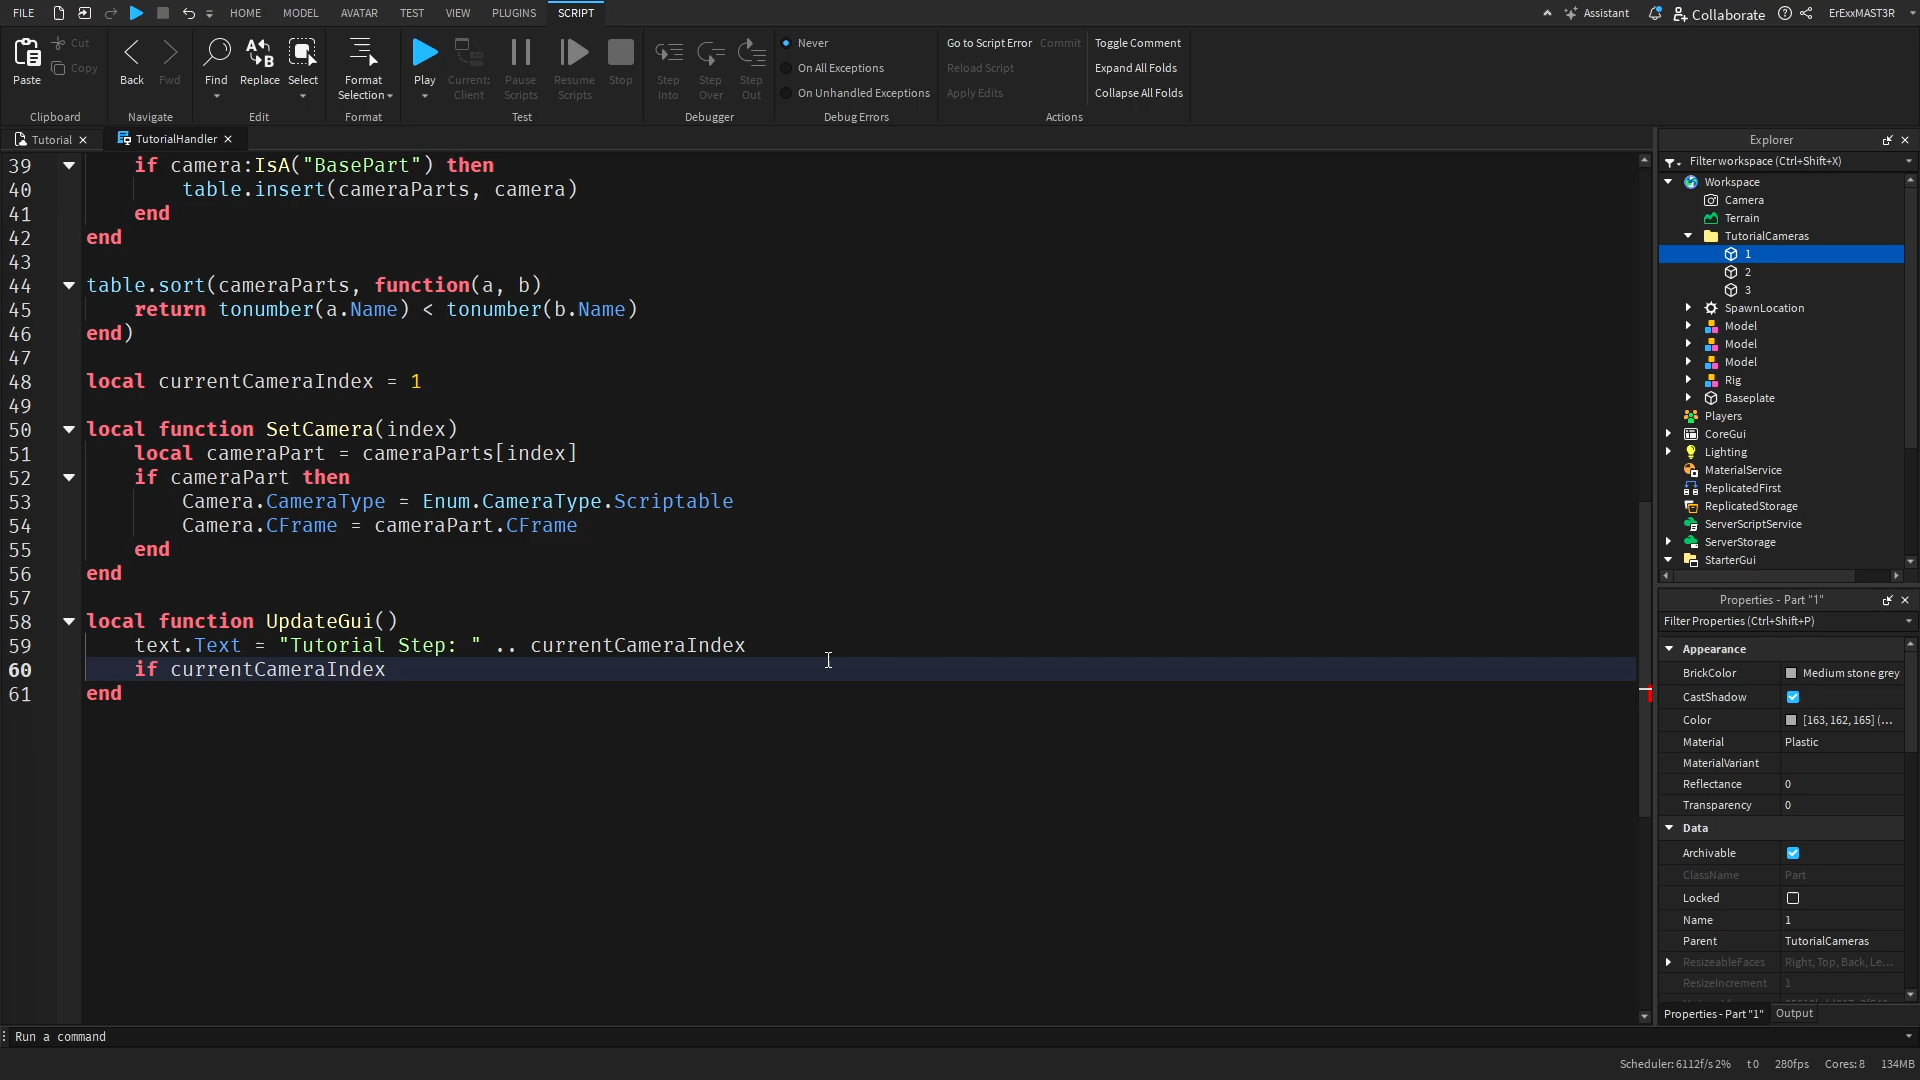 FILE HOME MODEL AVATAR TEST VIEW PLUGINS SCRIPT Assistant Collaborate ErExxMAST3R
Paste Cut Copy
Clipboard
Back Fwd
Navigate
Find Replace Select
Edit
Format Selection
Format
Play Current: Client Pause Scripts Resume Scripts Stop
Test
Step Into Step Over Step Out
Debugger
Never
On All Exceptions
On Unhandled Exceptions
Debug Errors
Go to Script Error Commit Toggle Comment
Reload Script Expand All Folds
Apply Edits Collapse All Folds
Actions
Tutorial TutorialHandler
39 if camera:IsA("BasePart") then
40 table.insert(cameraParts, camera)
41 end
42 end
43
44 table.sort(cameraParts, function(a, b)
45 return tonumber(a.Name) < tonumber(b.Name)
46 end)
47
48 local currentCameraIndex = 1
49
50 local function SetCamera(index)
51 local cameraPart = cameraParts[index]
52 if cameraPart then
53 Camera.CameraType = Enum.CameraType.Scriptable
54 Camera.CFrame = cameraPart.CFrame
55 end
56 end
57
58 local function UpdateGui()
59 text.Text = "Tutorial Step: " .. currentCameraIndex
60 if currentCameraIndex
61 end
Explorer
Filter workspace (Ctrl+Shift+X)
Workspace
Camera
Terrain
TutorialCameras
1
2
3
SpawnLocation
Model
Model
Model
Rig
Baseplate
Players
CoreGui
Lighting
MaterialService
ReplicatedFirst
ReplicatedStorage
ServerScriptService
ServerStorage
StarterGui
Properties - Part "1"
Filter Properties (Ctrl+Shift+P)
Appearance
BrickColor Medium stone grey
CastShadow
Color [163, 162, 165] (...
Material Plastic
MaterialVariant
Reflectance 0
Transparency 0
Data
Archivable
ClassName Part
Locked
Name 1
Parent TutorialCameras
ResizeableFaces Right, Top, Back, Le...
ResizeIncrement 1
Properties - Part "1" Output
Run a command
Scheduler: 6112f/s 2% t 0 280fps Cores: 8 134MB